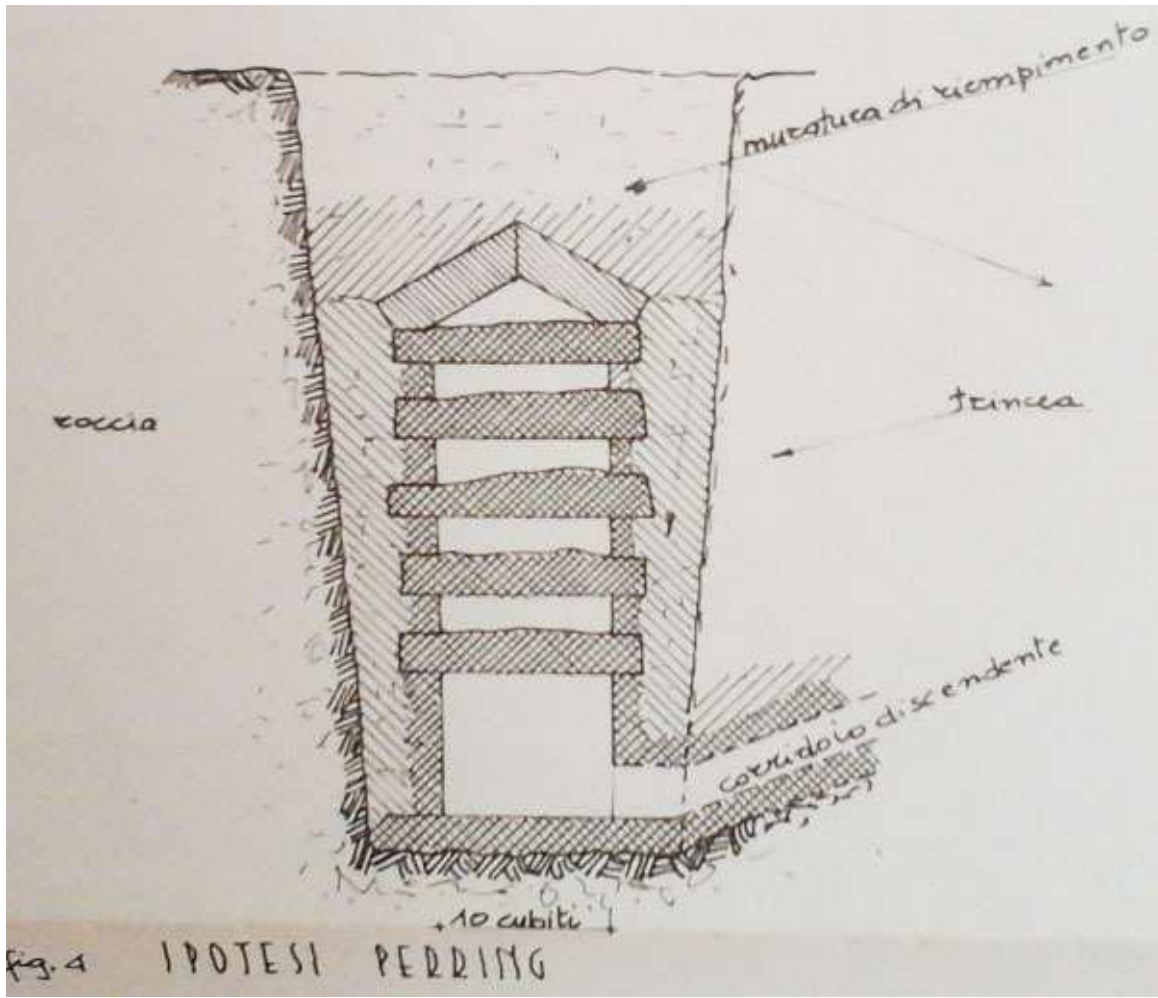 muratura di riempimento
roccia
trincea
corridoio discendente
10 cubiti
fig. 4 IPOTESI PERRING